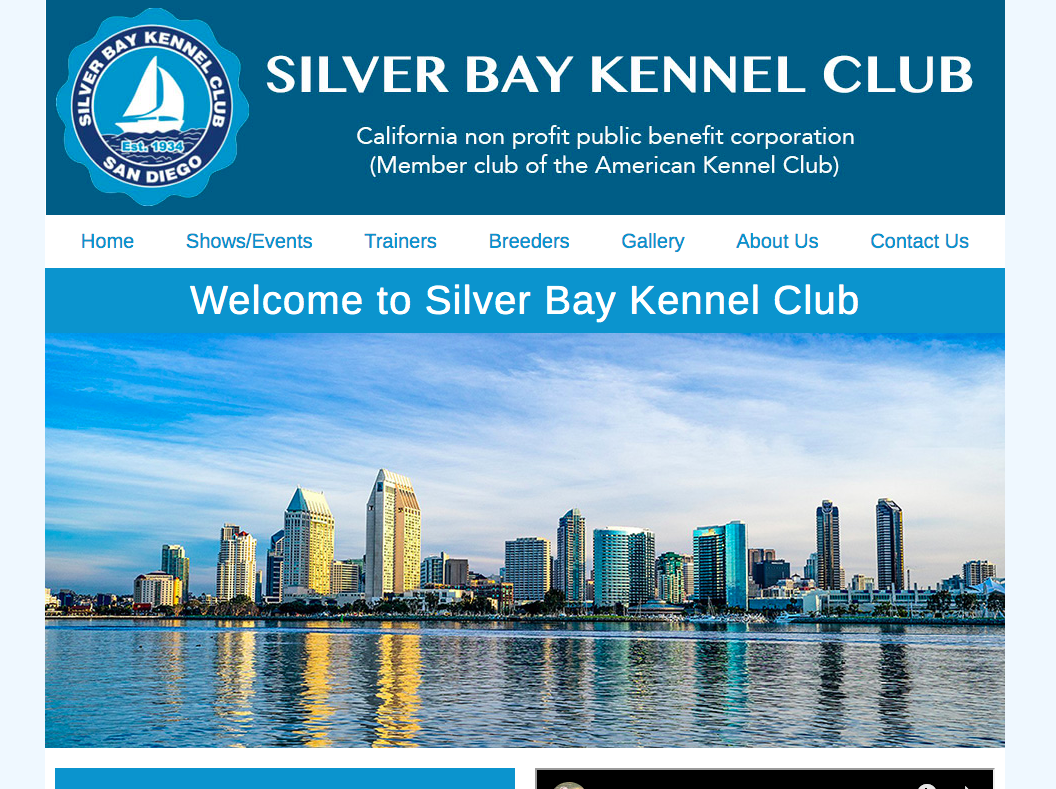 SILVER BAY KENNEL CLUB
Est. 1934
SAN DIEGO
SILVER BAY KENNEL CLUB
California non profit public benefit corporation
(Member club of the American Kennel Club)
Home Shows/Events Trainers Breeders Gallery About Us Contact Us
Welcome to Silver Bay Kennel Club